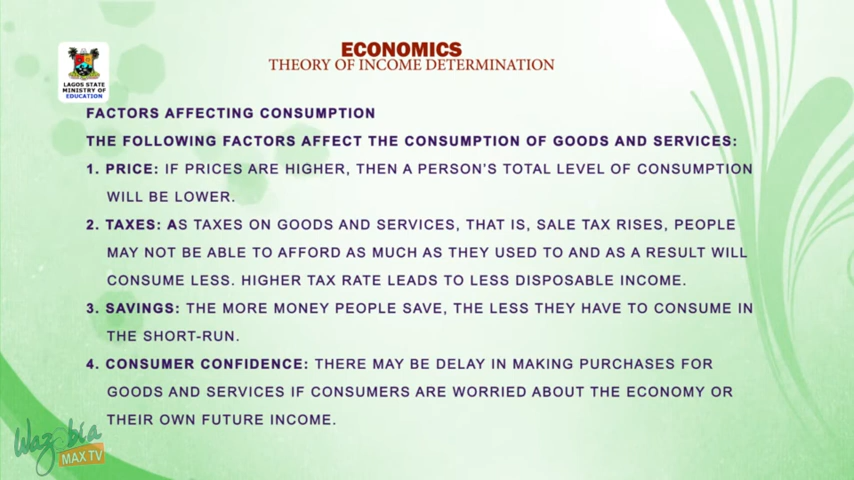 ECONOMICS
THEORY OF INCOME DETERMINATION
LAGOS STATE
MINISTRY OF
EDUCATION
FACTORS AFFECTING CONSUMPTION
THE FOLLOWING FACTORS AFFECT THE CONSUMPTION OF GOODS AND SERVICES:
1. PRICE: IF PRICES ARE HIGHER, THEN A PERSON'S TOTAL LEVEL OF CONSUMPTION
WILL BE LOWER.
2. TAXES: AS TAXES ON GOODS AND SERVICES, THAT IS, SALE TAX RISES, PEOPLE
MAY NOT BE ABLE TO AFFORD AS MUCH AS THEY USED TO AND AS A RESULT WILL
CONSUME LESS. HIGHER TAX RATE LEADS TO LESS DISPOSABLE INCOME.
3. SAVINGS: THE MORE MONEY PEOPLE SAVE, THE LESS THEY HAVE TO CONSUME IN
THE SHORT-RUN.
4. CONSUMER CONFIDENCE: THERE MAY BE DELAY IN MAKING PURCHASES FOR
GOODS AND SERVICES IF CONSUMERS ARE WORRIED ABOUT THE ECONOMY OR
THEIR OWN FUTURE INCOME.
Wazobia
MAX TV